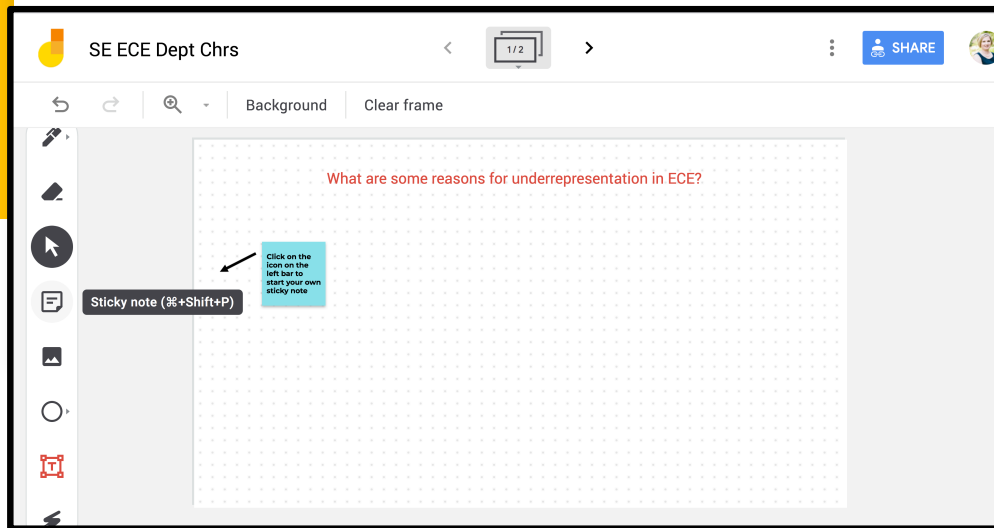 SE ECE Dept Chrs
1/2
SHARE
Background
Clear frame
What are some reasons for underrepresentation in ECE?
Click on the
icon on the
left bar to
start your own
sticky note
Sticky note (⌘+Shift+P)
T